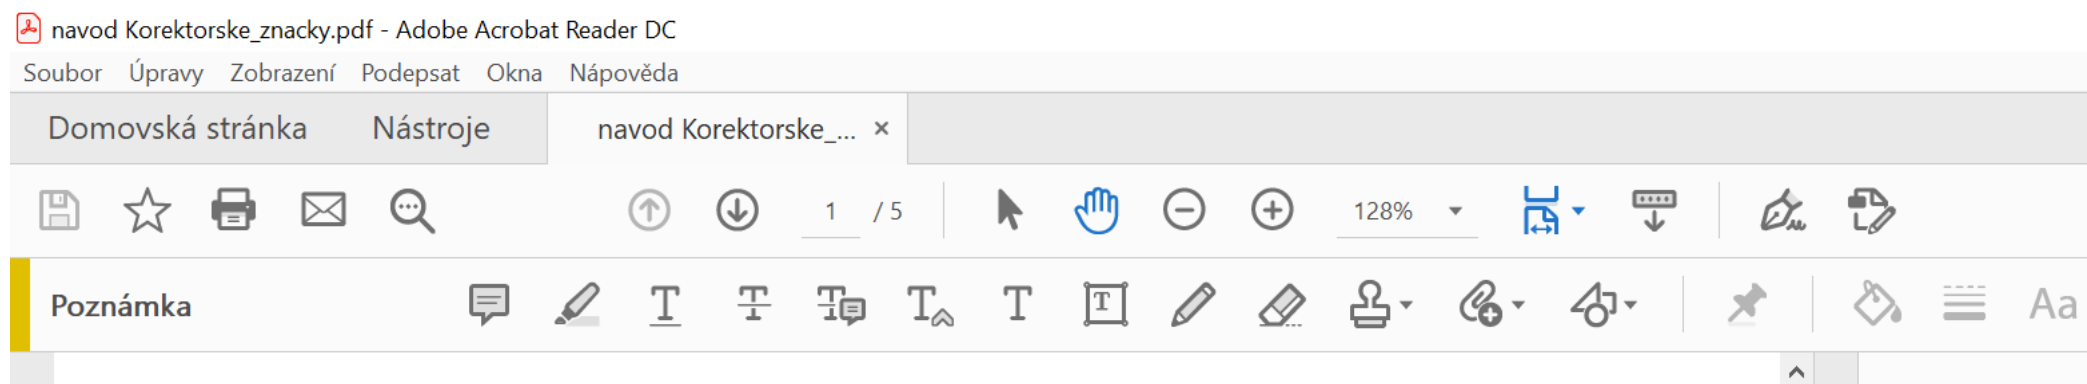 navod Korektorske_znacky.pdf - Adobe Acrobat Reader DC
Soubor Úpravy Zobrazení Podepsat Okna Nápověda
Domovská stránka Nástroje navod Korektorske_... ×
1 / 5 128%
Poznámka T T T T T T Aa